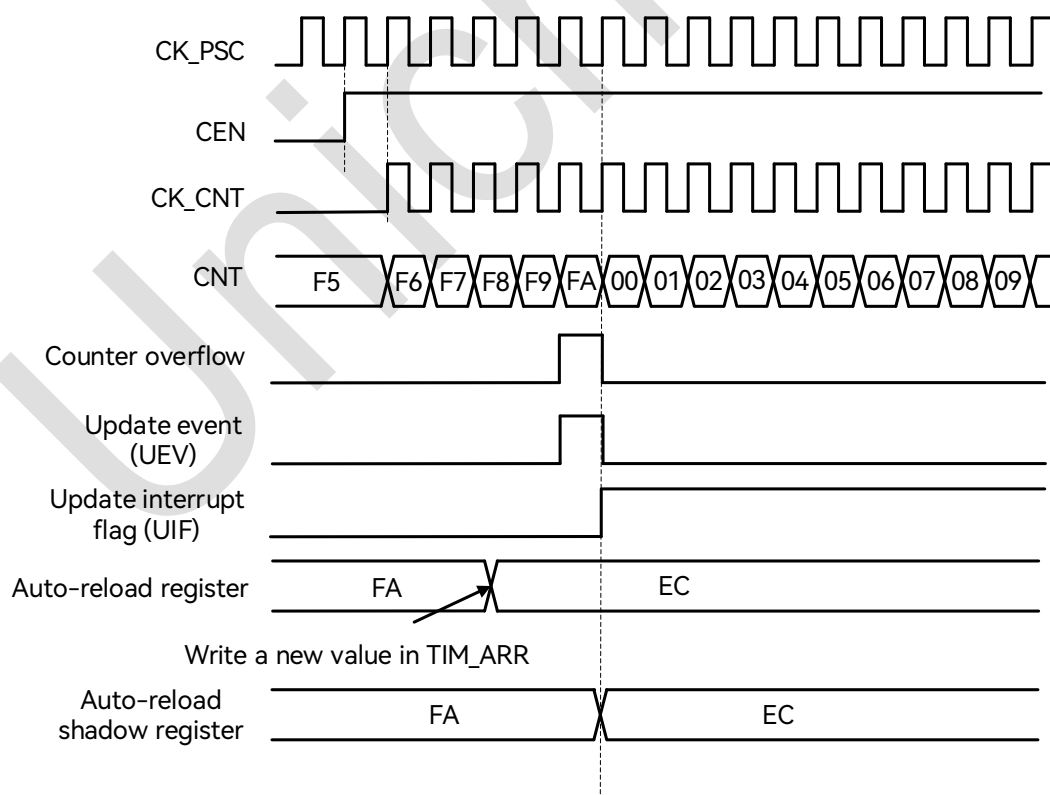 CK_PSC
CEN
CK_CNT
CNT
F5 F6 F7 F8 F9 FA 00 01 02 03 04 05 06 07 08 09
Counter overflow
Update event
(UEV)
Update interrupt
flag (UIF)
Auto-reload register
FA EC
Write a new value in TIM_ARR
Auto-reload
shadow register
FA EC
Unic